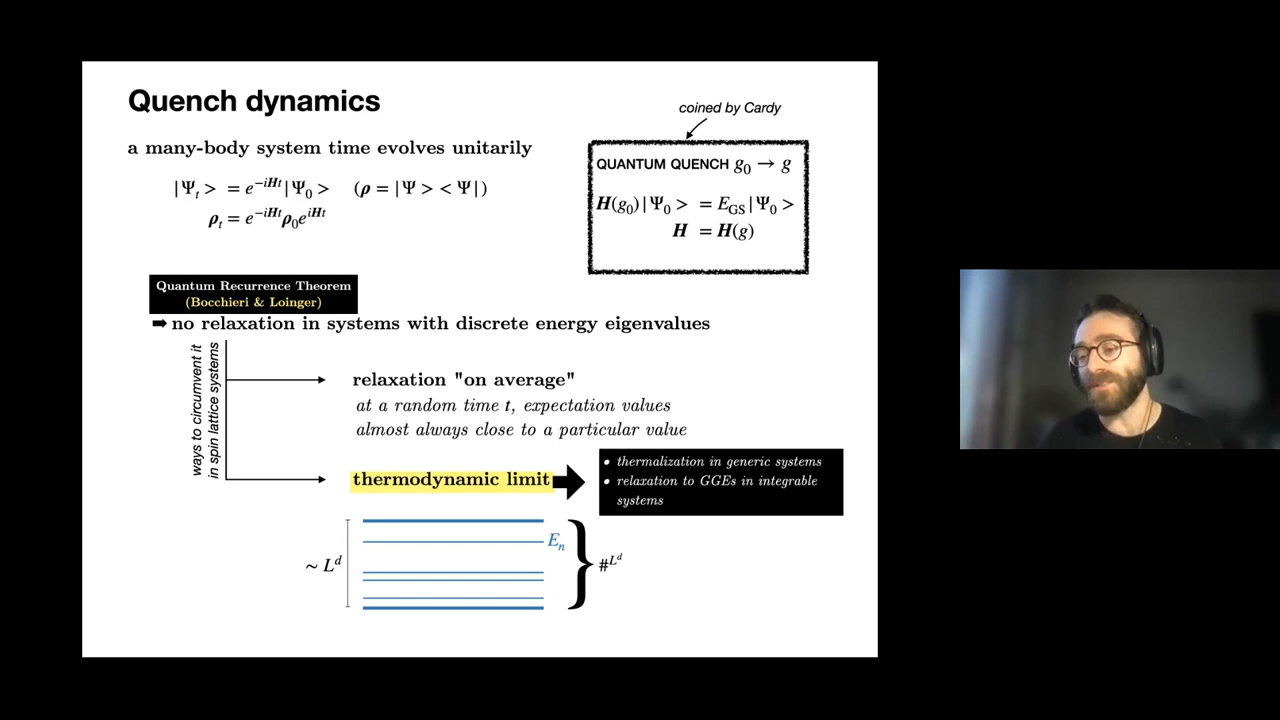 Quench dynamics
coined by Cardy
a many-body system time evolves unitarily
|Ψₜ > = e^{-iHt}|Ψ₀ > (ρ = |Ψ > < Ψ|)
ρₜ = e^{-iHt}ρ₀e^{iHt}
QUANTUM QUENCH g₀ → g
H(g₀)|Ψ₀ > = E_{GS}|Ψ₀ >
H = H(g)
Quantum Recurrence Theorem
(Bocchieri & Loinger)
➡ no relaxation in systems with discrete energy eigenvalues
ways to circumvent it
in spin lattice systems
relaxation "on average"
at a random time t, expectation values
almost always close to a particular value
thermodynamic limit
• thermalization in generic systems
• relaxation to GGEs in integrable
systems
~ L^d
Eₙ
#^{L^d}